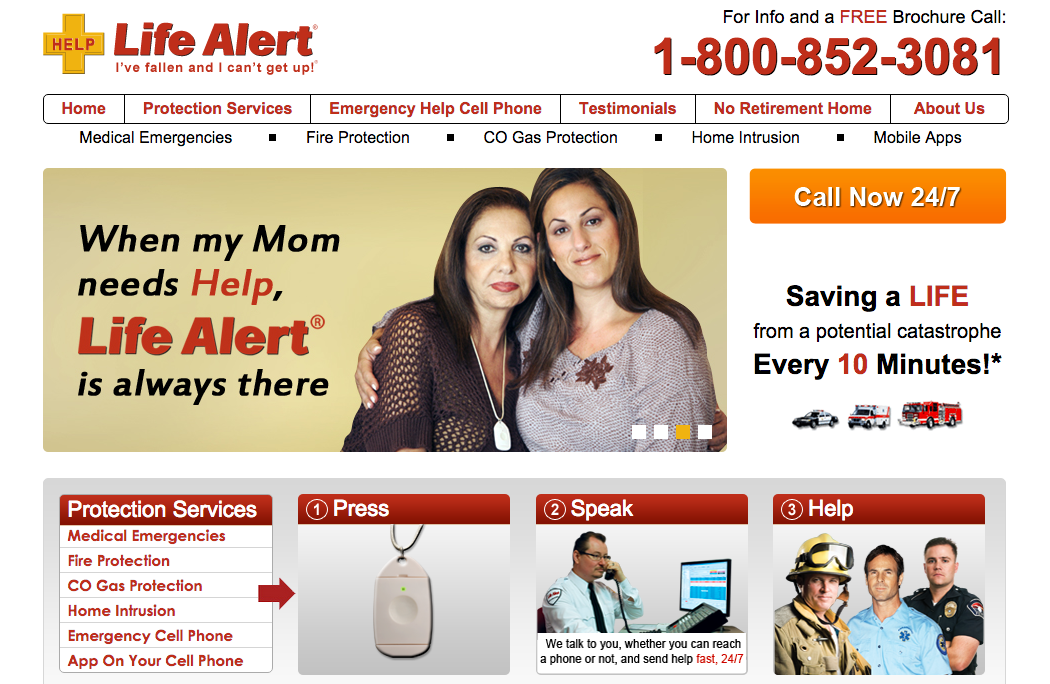 For Info and a FREE Brochure Call:
HELP
Life Alert®
I've fallen and I can't get up!®
1-800-852-3081
Home
Protection Services
Emergency Help Cell Phone
Testimonials
No Retirement Home
About Us
Medical Emergencies
Fire Protection
CO Gas Protection
Home Intrusion
Mobile Apps
When my Mom
needs Help,
Life Alert®
is always there
Call Now 24/7
Saving a LIFE
from a potential catastrophe
Every 10 Minutes!*
Protection Services
Medical Emergencies
Fire Protection
CO Gas Protection
Home Intrusion
Emergency Cell Phone
App On Your Cell Phone
1 Press
2 Speak
We talk to you, whether you can reach
a phone or not, and send help fast, 24/7
3 Help